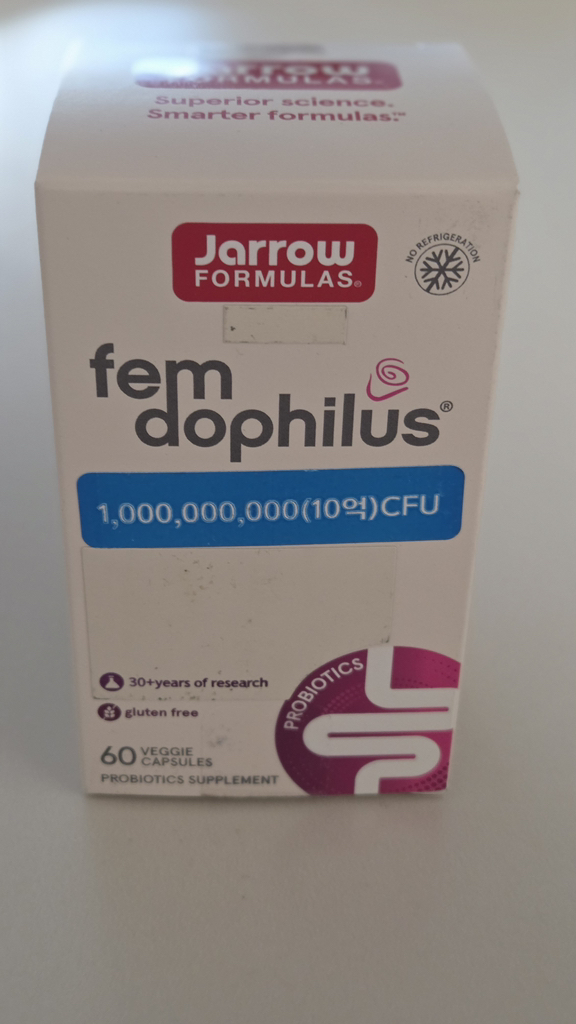 Jarrow
FORMULAS
Superior science.
Smarter formulas.™
Jarrow
FORMULAS®
NO REFRIGERATION
fem
dophilus®
1,000,000,000(10억)CFU
30+years of research
gluten free
PROBIOTICS
60 VEGGIE
CAPSULES
PROBIOTICS SUPPLEMENT